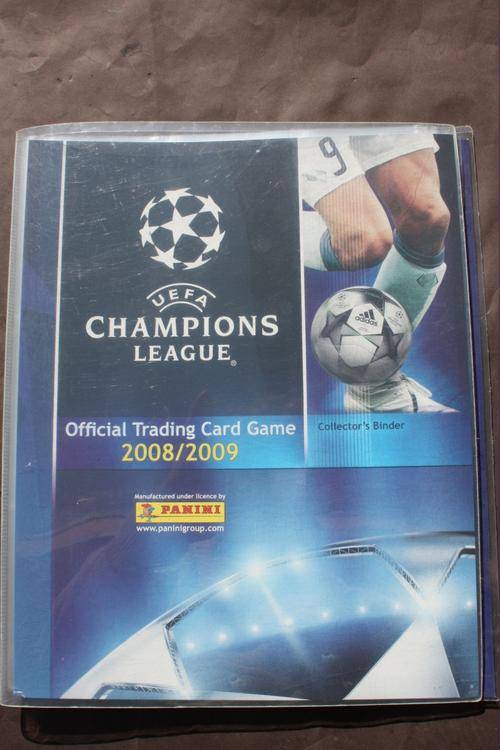 9
UEFA
CHAMPIONS
LEAGUE®
adidas
Official Trading Card Game
2008/2009
Collector's Binder
Manufactured under licence by
PANINI
www.paninigroup.com